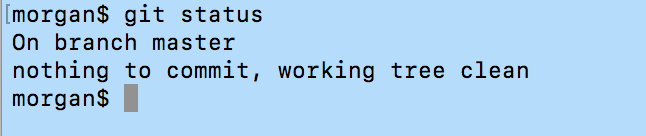 [morgan$ git status
On branch master
nothing to commit, working tree clean
morgan$